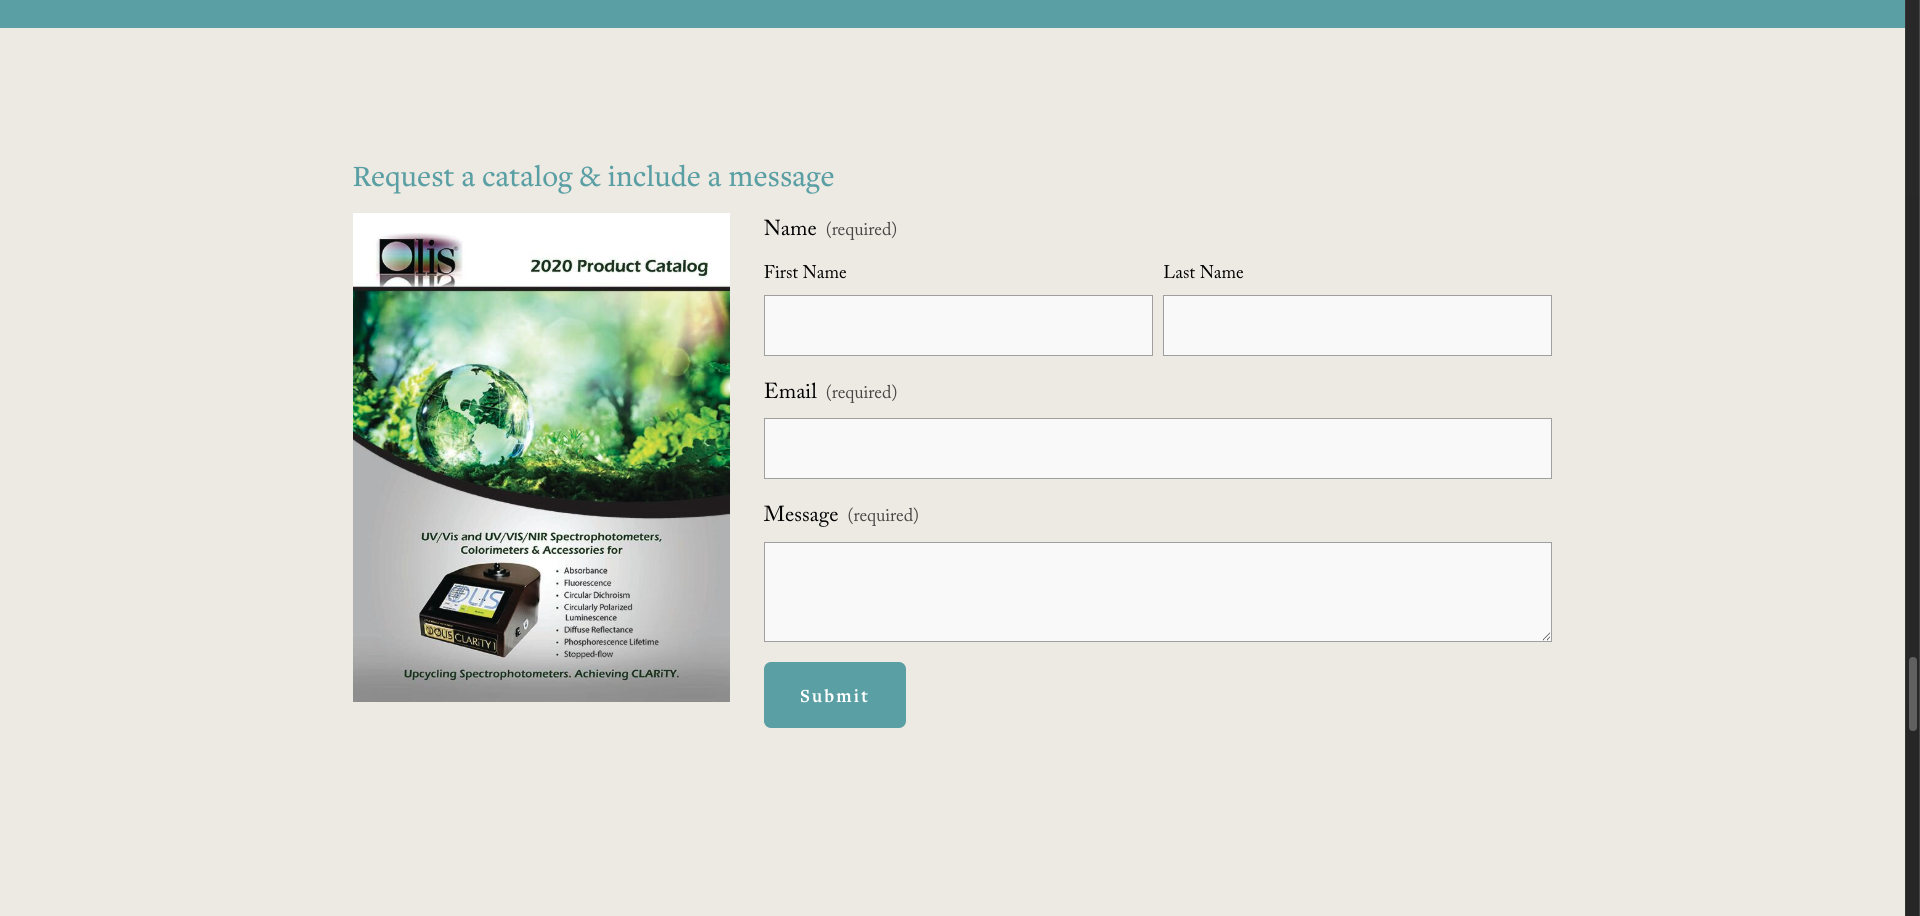 Request a catalog & include a message
Olis
2020 Product Catalog
UV/Vis and UV/VIS/NIR Spectrophotometers,
Colorimeters & Accessories for
• Absorbance
• Fluorescence
• Circular Dichroism
• Circularly Polarized
Luminescence
• Diffuse Reflectance
• Phosphorescence Lifetime
• Stopped-flow
OLIS
OLIS CLARiTY
Upcycling Spectrophotometers. Achieving CLARiTY.
Name (required)
First Name
Last Name
Email (required)
Message (required)
Submit